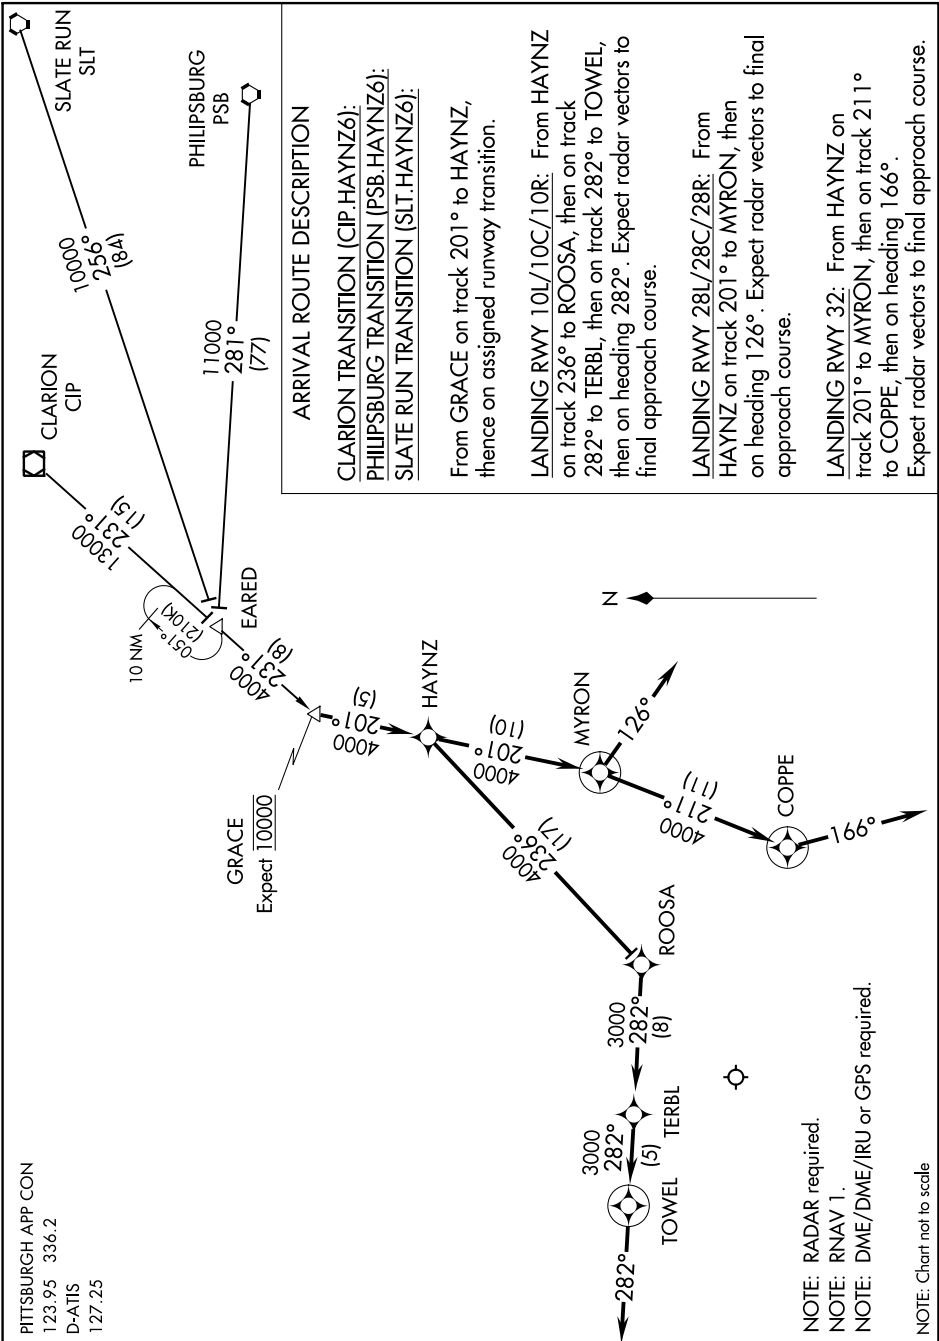 PITTSBURGH APP CON
123.95 336.2
D-ATIS
127.25
SLATE RUN
SLT
PHILIPSBURG
PSB
CLARION
CIP
10000
256°
(84)
11000
281°
(77)
13000
231°
(15)
10 NM
051°
(210K)
EARED
4000
231°
(8)
GRACE
Expect 10000
4000
201°
(5)
HAYNZ
4000
201°
(10)
MYRON
126°
4000
211°
(11)
COPPE
166°
4000
236°
(17)
ROOSA
3000
282°
(8)
TERBL
3000
282°
(5)
TOWEL
282°
N
ARRIVAL ROUTE DESCRIPTION
CLARION TRANSITION (CIP.HAYNZ6):
PHILIPSBURG TRANSITION (PSB.HAYNZ6):
SLATE RUN TRANSITION (SLT.HAYNZ6):
From GRACE on track 201° to HAYNZ,
thence on assigned runway transition.
LANDING RWY 10L/10C/10R: From HAYNZ
on track 236° to ROOSA, then on track
282° to TERBL, then on track 282° to TOWEL,
then on heading 282°. Expect radar vectors to
final approach course.
LANDING RWY 28L/28C/28R: From
HAYNZ on track 201° to MYRON, then
on heading 126°. Expect radar vectors to final
approach course.
LANDING RWY 32: From HAYNZ on
track 201° to MYRON, then on track 211°
to COPPE, then on heading 166°.
Expect radar vectors to final approach course.
NOTE: RADAR required.
NOTE: RNAV 1.
NOTE: DME/DME/IRU or GPS required.
NOTE: Chart not to scale